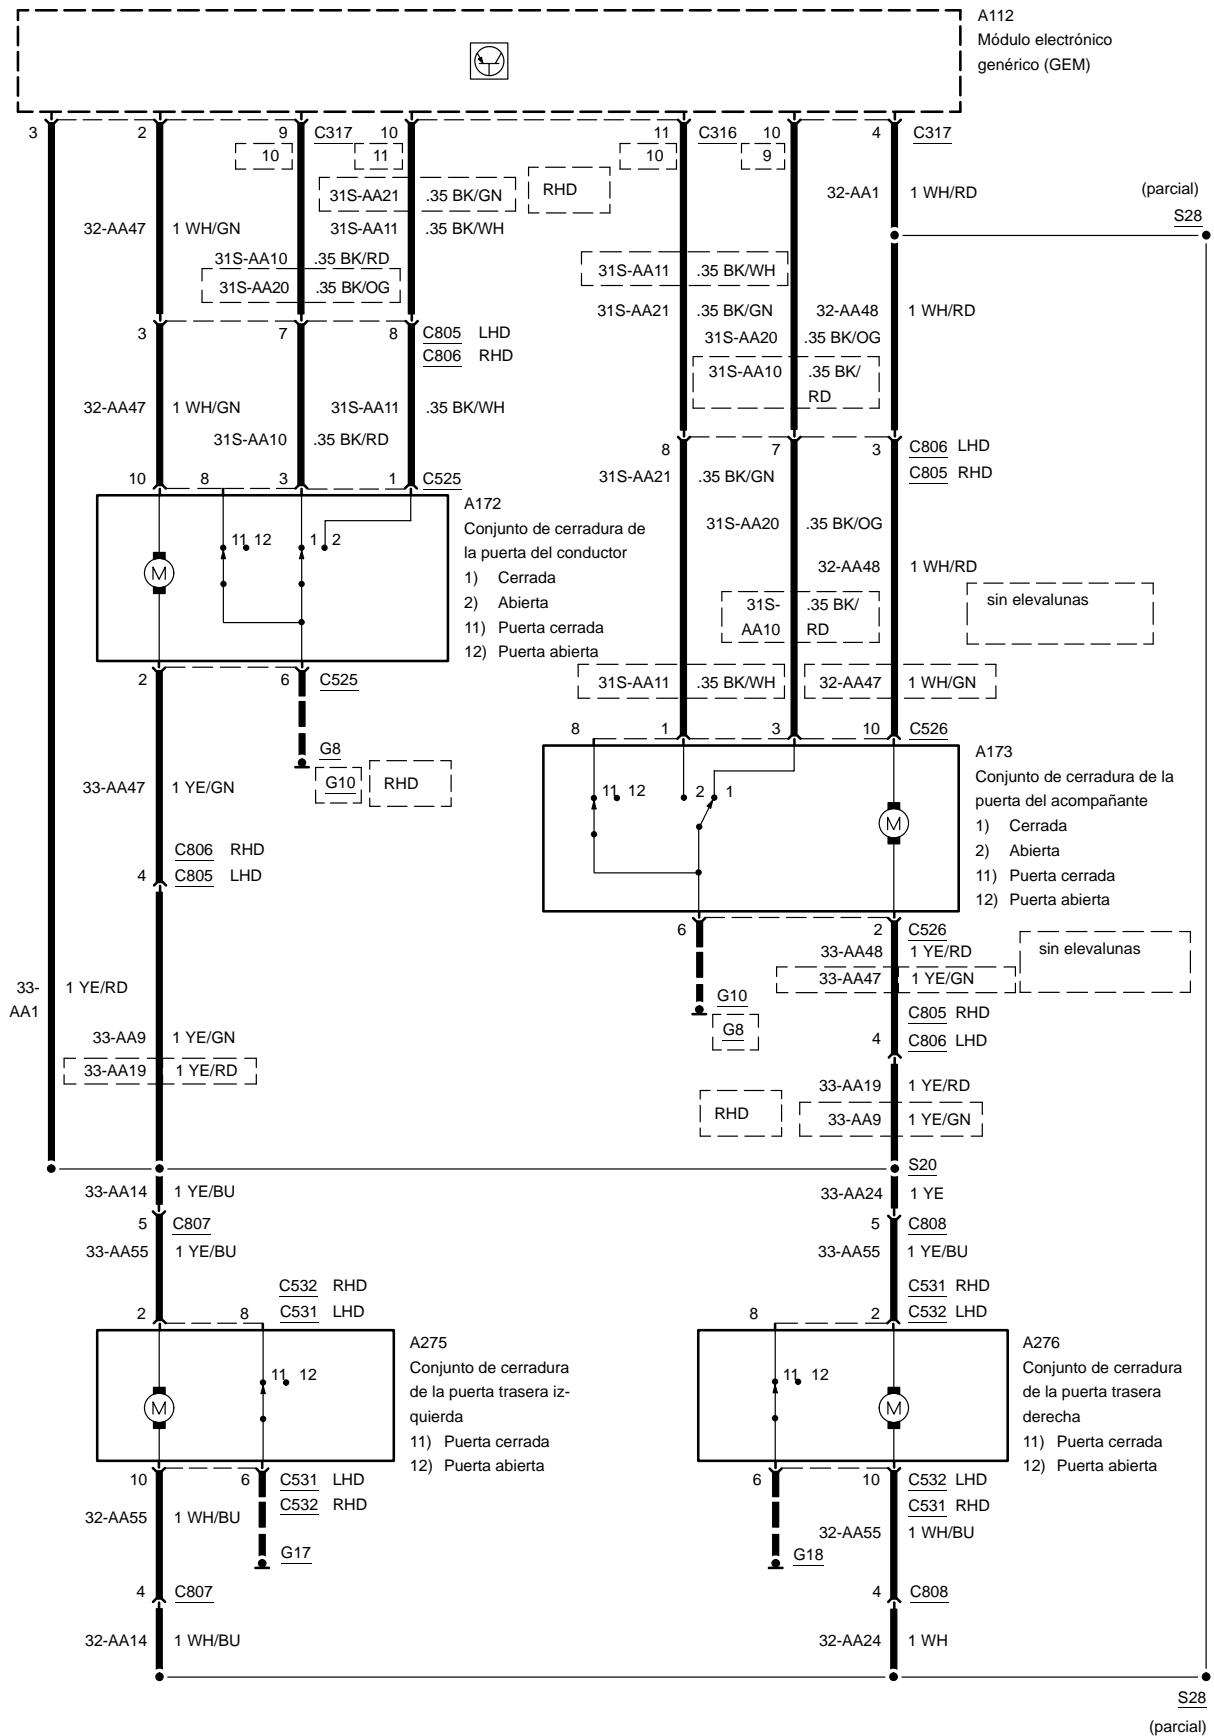 A112
Módulo electrónico
genérico (GEM)
3
2
9
C317
10
11
C316
10
4
C317
10
11
10
9
31S-AA21
.35 BK/GN
RHD
32-AA1
1 WH/RD
(parcial)
S28
32-AA47
1 WH/GN
31S-AA11
.35 BK/WH
31S-AA10
.35 BK/RD
31S-AA20
.35 BK/OG
31S-AA11
.35 BK/WH
31S-AA21
.35 BK/GN
32-AA48
1 WH/RD
31S-AA20
.35 BK/OG
31S-AA10
.35 BK/
RD
3
7
8
C805 LHD
C806 RHD
32-AA47
1 WH/GN
31S-AA11
.35 BK/WH
31S-AA10
.35 BK/RD
8
7
3
C806 LHD
C805 RHD
31S-AA21
.35 BK/GN
31S-AA20
.35 BK/OG
32-AA48
1 WH/RD
31S-
AA10
.35 BK/
RD
sin elevalunas
31S-AA11
.35 BK/WH
32-AA47
1 WH/GN
10
8
3
1
C525
A172
Conjunto de cerradura de
la puerta del conductor
1) Cerrada
2) Abierta
11) Puerta cerrada
12) Puerta abierta
M
11
12
1
2
2
6
C525
G8
G10
RHD
33-AA47
1 YE/GN
C806 RHD
4
C805 LHD
8
1
3
10
C526
A173
Conjunto de cerradura de la
puerta del acompañante
1) Cerrada
2) Abierta
11) Puerta cerrada
12) Puerta abierta
11
12
2
1
M
6
2
C526
33-AA48
1 YE/RD
33-AA47
1 YE/GN
sin elevalunas
G10
G8
C805 RHD
4
C806 LHD
33-
AA1
1 YE/RD
33-AA9
1 YE/GN
33-AA19
1 YE/RD
RHD
33-AA19
1 YE/RD
33-AA9
1 YE/GN
S20
33-AA14
1 YE/BU
5
C807
33-AA55
1 YE/BU
33-AA24
1 YE
5
C808
33-AA55
1 YE/BU
C532 RHD
2
8
C531 LHD
C531 RHD
8
2
C532 LHD
A275
Conjunto de cerradura
de la puerta trasera iz-
quierda
11) Puerta cerrada
12) Puerta abierta
M
11
12
A276
Conjunto de cerradura
de la puerta trasera
derecha
11) Puerta cerrada
12) Puerta abierta
11
12
M
10
6
C531 LHD
C532 RHD
32-AA55
1 WH/BU
G17
4
C807
32-AA14
1 WH/BU
6
10
C532 LHD
C531 RHD
32-AA55
1 WH/BU
G18
4
C808
32-AA24
1 WH
S28
(parcial)